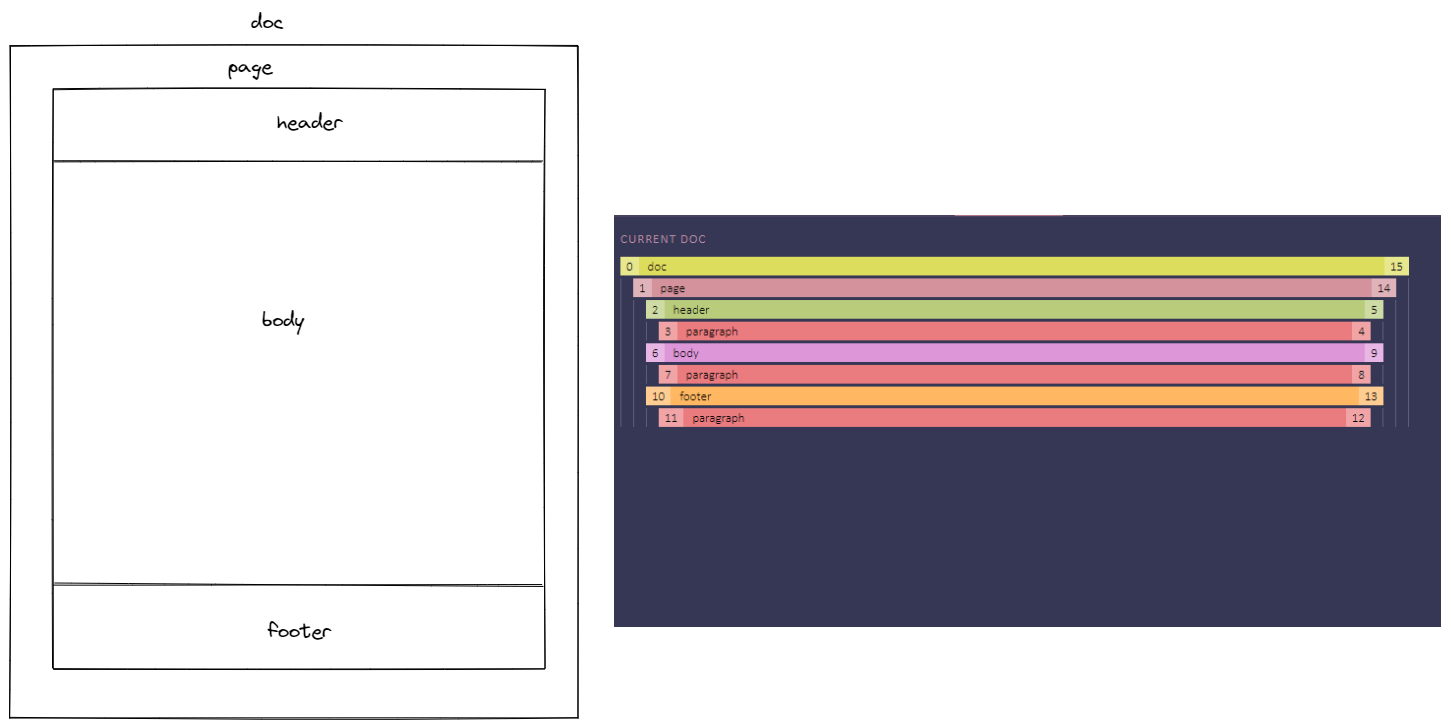 doc
page
header
body
footer
CURRENT DOC
0 doc 15
1 page 14
2 header 5
3 paragraph 4
6 body 9
7 paragraph 8
10 footer 13
11 paragraph 12